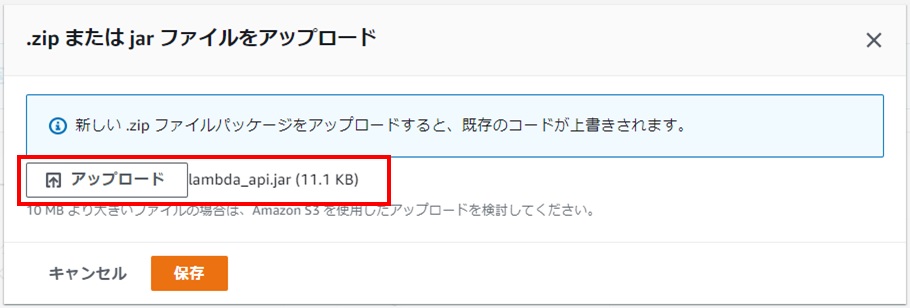 .zip または jar ファイルをアップロード
新しい .zip ファイルパッケージをアップロードすると、既存のコードが上書きされます。
アップロード lambda_api.jar (11.1 KB)
10 MB より大きいファイルの場合は、Amazon S3 を使用したアップロードを検討してください。
キャンセル 保存